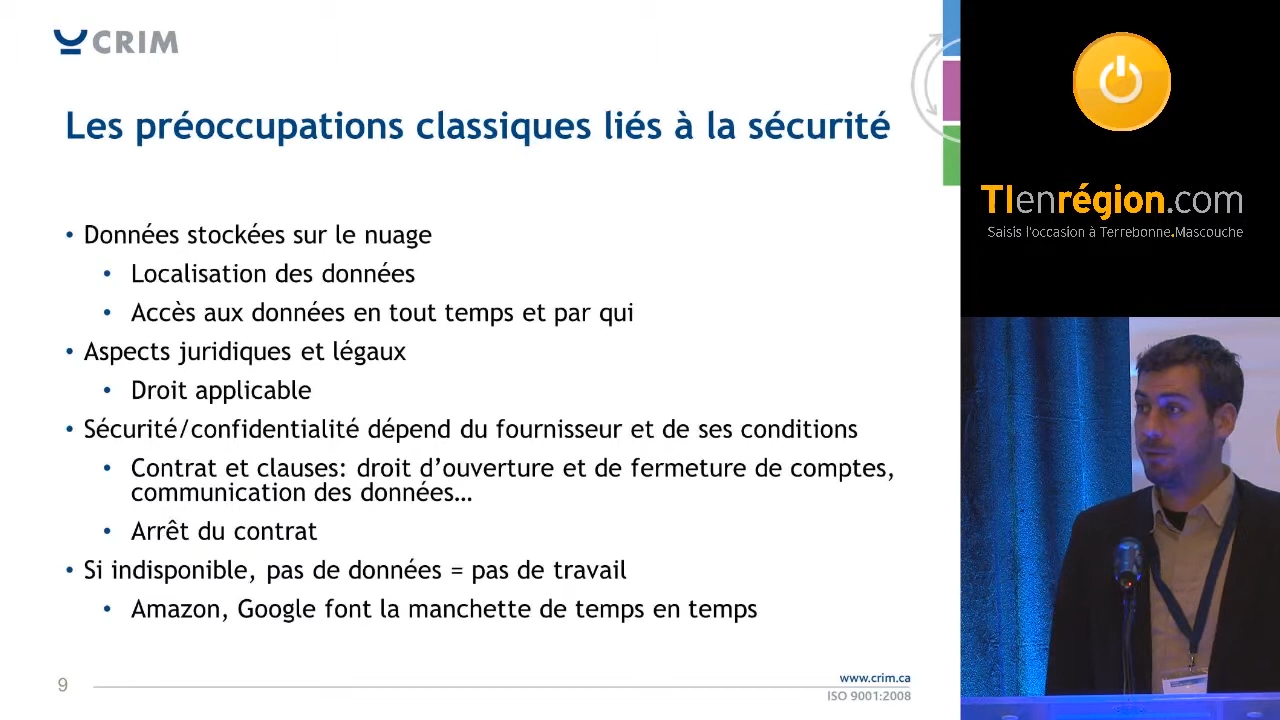 CRIM
Les préoccupations classiques liés à la sécurité
• Données stockées sur le nuage
• Localisation des données
• Accès aux données en tout temps et par qui
• Aspects juridiques et légaux
• Droit applicable
• Sécurité/confidentialité dépend du fournisseur et de ses conditions
• Contrat et clauses: droit d’ouverture et de fermeture de comptes,
communication des données…
• Arrêt du contrat
• Si indisponible, pas de données = pas de travail
• Amazon, Google font la manchette de temps en temps
9
www.crim.ca
ISO 9001:2008
TIenrégion.com
Saisis l'occasion à Terrebonne.Mascouche